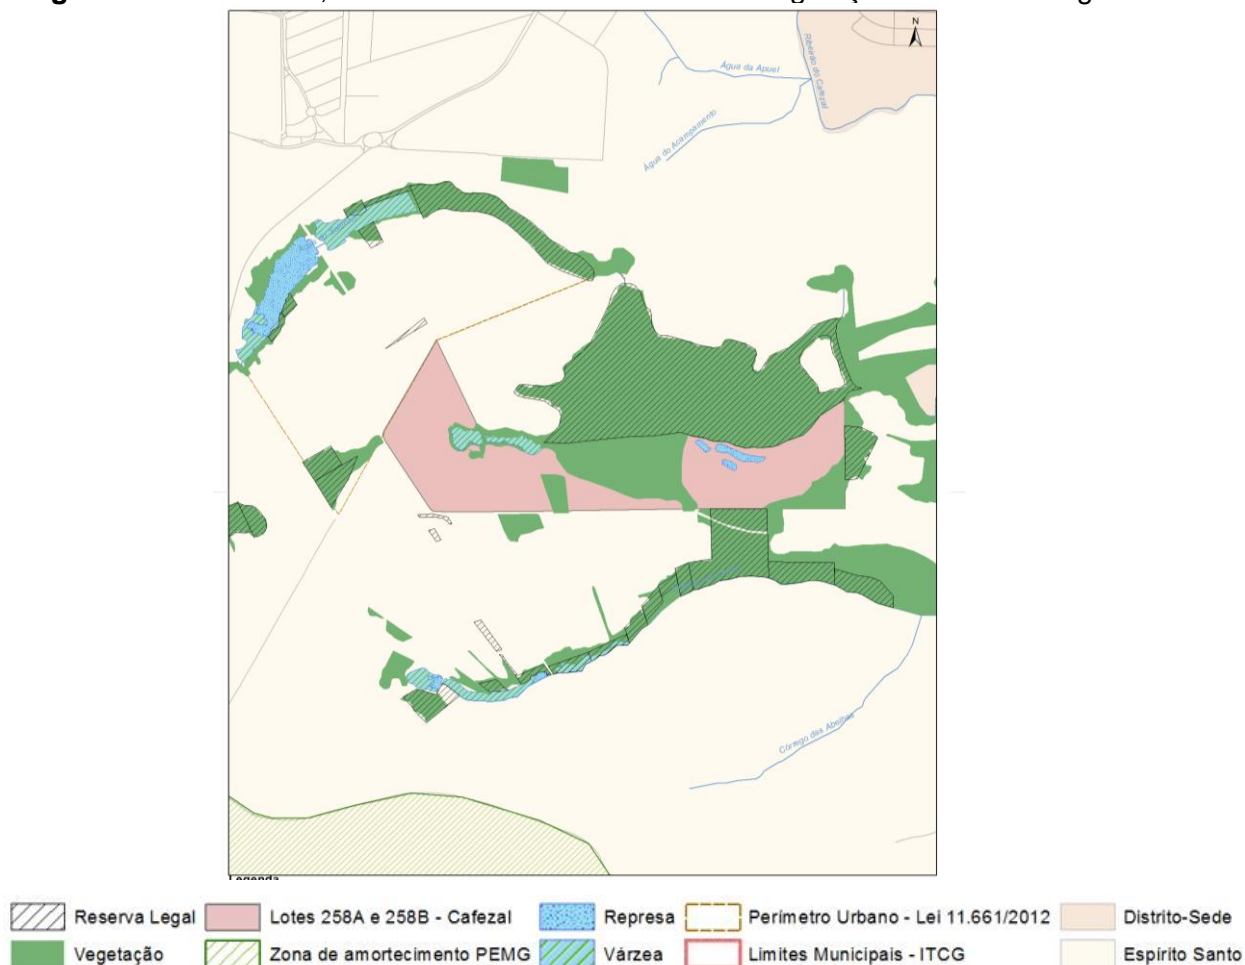 N
Água da Apuel
Ribeirão do Cafezal
Água do Acampamento
Córrego das Abelhas
Legenda
Reserva Legal
Lotes 258A e 258B - Cafezal
Represa
Perímetro Urbano - Lei 11.661/2012
Distrito-Sede
Vegetação
Zona de amortecimento PEMG
Várzea
Limites Municipais - ITCG
Espírito Santo